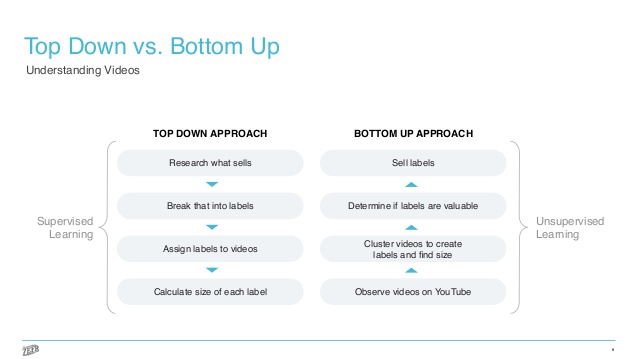 Top Down vs. Bottom Up
Understanding Videos
TOP DOWN APPROACH
Research what sells
Break that into labels
Assign labels to videos
Calculate size of each label
Supervised
Learning
BOTTOM UP APPROACH
Sell labels
Determine if labels are valuable
Cluster videos to create
labels and find size
Observe videos on YouTube
Unsupervised
Learning
ZEFR